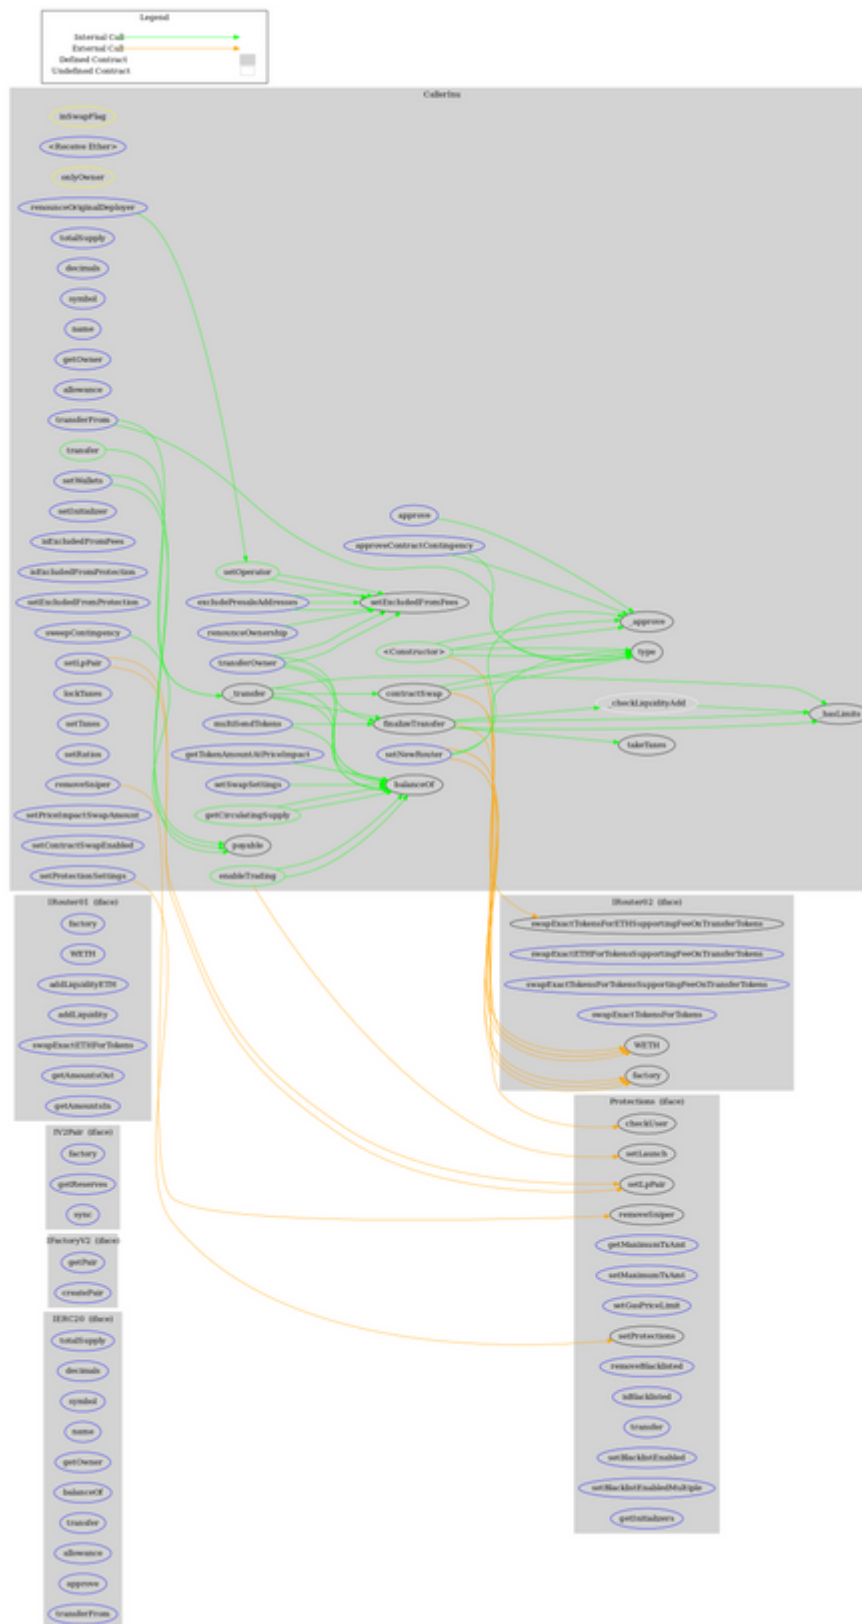 Legend
Internal Call
External Call
Defined Contract
Undefined Contract
CallerInu
inSwapFlag
<Receive Ether>
onlyOwner
renounceOriginalDeployer
totalSupply
decimals
symbol
name
getOwner
allowance
transferFrom
transfer
setWallets
setInitializer
isExcludedFromFees
isExcludedFromProtection
setExcludedFromProtection
sweepContingency
setLpPair
lockTaxes
setTaxes
setRatios
removeSniper
setPriceImpactSwapAmount
setContractSwapEnabled
setProtectionSettings
setOperator
excludePresaleAddresses
renounceOwnership
transferOwner
_transfer
multiSendTokens
getTokenAmountAtPriceImpact
setSwapSettings
getCirculatingSupply
payable
enableTrading
approve
approveContractContingency
setExcludedFromFees
<Constructor>
contractSwap
finalizeTransfer
setNewRouter
balanceOf
_approve
type
_checkLiquidityAdd
takeTaxes
_hasLimits
IRouter01 (iface)
factory
WETH
addLiquidityETH
addLiquidity
swapExactETHForTokens
getAmountsOut
getAmountsIn
IRouter02 (iface)
swapExactTokensForETHSupportingFeeOnTransferTokens
swapExactETHForTokensSupportingFeeOnTransferTokens
swapExactTokensForTokensSupportingFeeOnTransferTokens
swapExactTokensForTokens
WETH
factory
IV2Pair (iface)
factory
getReserves
sync
IFactoryV2 (iface)
getPair
createPair
IERC20 (iface)
totalSupply
decimals
symbol
name
getOwner
balanceOf
transfer
allowance
approve
transferFrom
Protections (iface)
checkUser
setLaunch
setLpPair
removeSniper
getMaximumTxAmt
setMaximumTxAmt
setGasPriceLimit
setProtections
removeBlacklisted
isBlacklisted
transfer
setBlacklistEnabled
setBlacklistEnabledMultiple
getInitializers